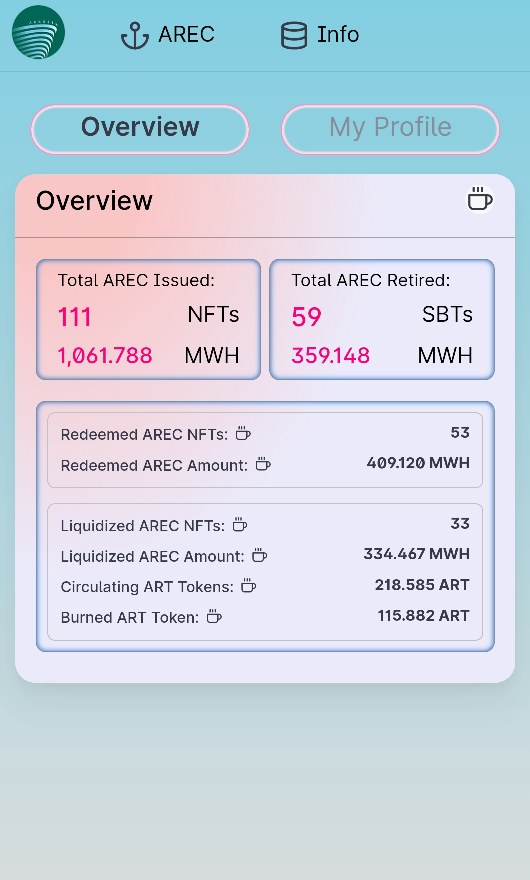 AREC
Info
Overview
My Profile
Overview
Total AREC Issued:
111 NFTs
1,061.788 MWH
Total AREC Retired:
59 SBTs
359.148 MWH
Redeemed AREC NFTs: 53
Redeemed AREC Amount: 409.120 MWH
Liquidized AREC NFTs: 33
Liquidized AREC Amount: 334.467 MWH
Circulating ART Tokens: 218.585 ART
Burned ART Token: 115.882 ART